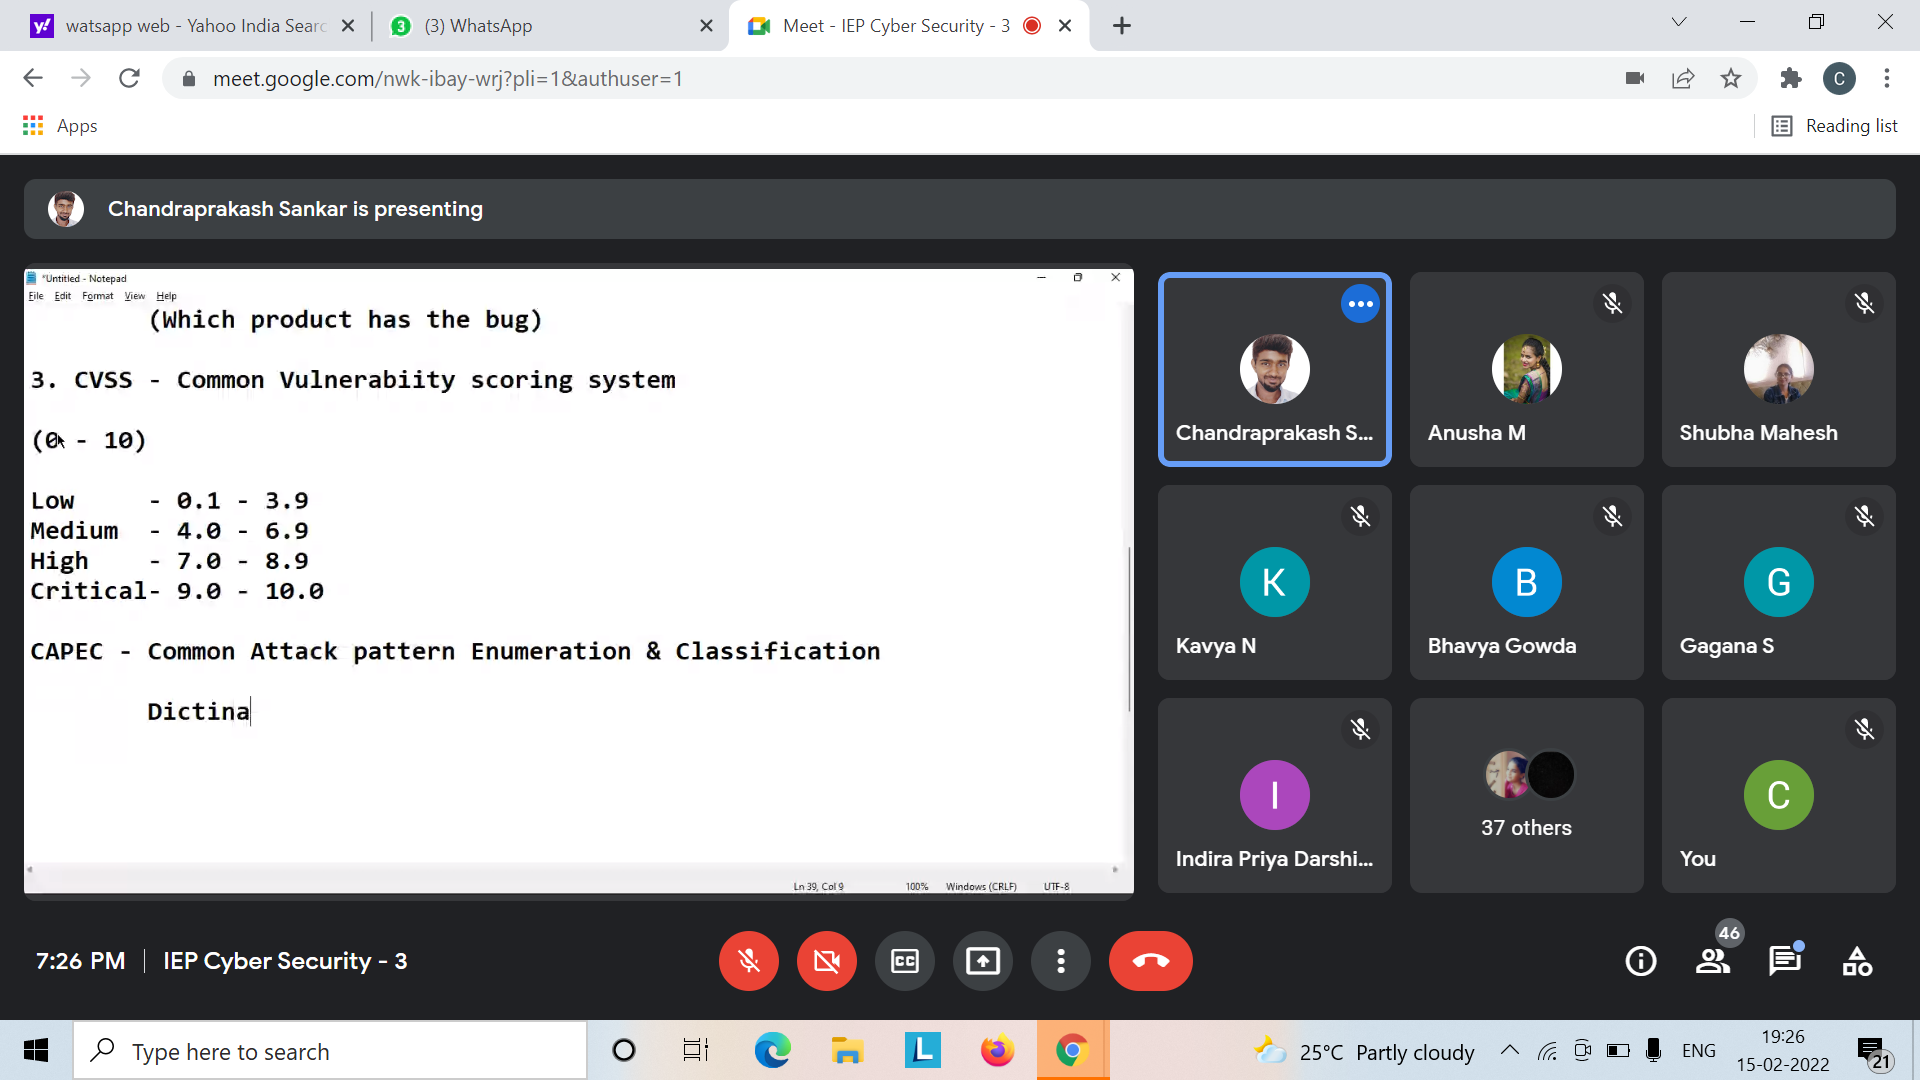 watsapp web - Yahoo India Searc
(3) WhatsApp
Meet - IEP Cyber Security - 3
meet.google.com/nwk-ibay-wrj?pli=1&authuser=1
C
Apps
Reading list
Chandraprakash Sankar is presenting
*Untitled - Notepad
File Edit Format View Help
(Which product has the bug)
3. CVSS - Common Vulnerabiity scoring system
(0 - 10)
Low - 0.1 - 3.9
Medium - 4.0 - 6.9
High - 7.0 - 8.9
Critical- 9.0 - 10.0
CAPEC - Common Attack pattern Enumeration & Classification
Dictina
Ln 39, Col 9 100% Windows (CRLF) UTF-8
Chandraprakash S...
Anusha M
Shubha Mahesh
K
Kavya N
B
Bhavya Gowda
G
Gagana S
I
Indira Priya Darshi...
37 others
C
You
7:26 PM | IEP Cyber Security - 3
CC
46
Type here to search
L
25°C Partly cloudy
ENG
19:26
15-02-2022
21